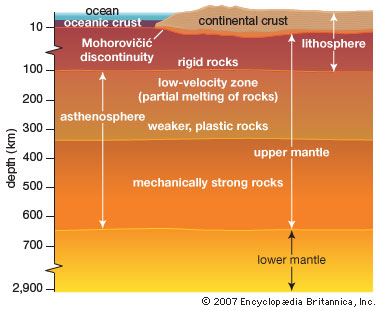 ocean
oceanic crust
continental crust
10
Mohorovičić
discontinuity
lithosphere
rigid rocks
100
low-velocity zone
(partial melting of rocks)
200
asthenosphere
weaker, plastic rocks
300
upper mantle
depth (km)
400
mechanically strong rocks
500
600
700
lower mantle
2,900
© 2007 Encyclopædia Britannica, Inc.